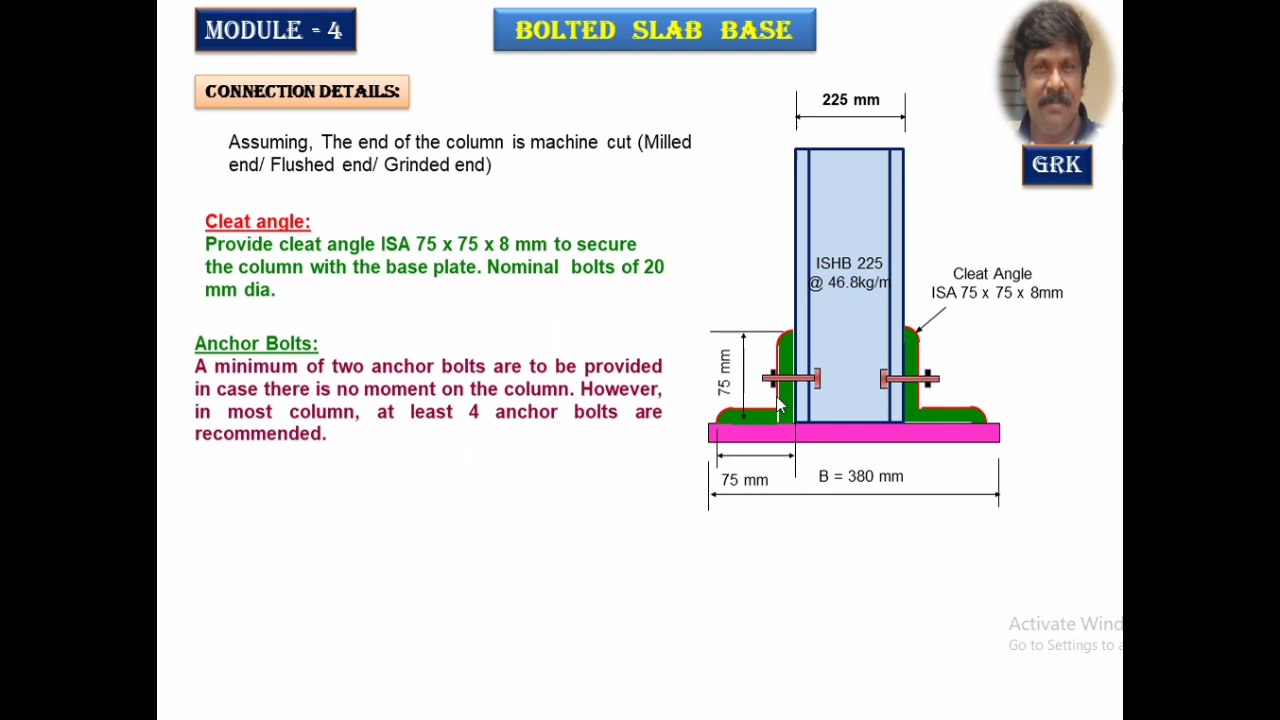 MODULE - 4
BOLTED SLAB BASE
CONNECTION DETAILS:
225 mm
Assuming, The end of the column is machine cut (Milled
end/ Flushed end/ Grinded end)
GRK
Cleat angle:
Provide cleat angle ISA 75 x 75 x 8 mm to secure
the column with the base plate. Nominal bolts of 20
mm dia.
ISHB 225
@ 46.8kg/m
Cleat Angle
ISA 75 x 75 x 8mm
Anchor Bolts:
A minimum of two anchor bolts are to be provided
in case there is no moment on the column. However,
in most column, at least 4 anchor bolts are
recommended.
75 mm
75 mm
B = 380 mm
Activate Wind
Go to Settings to a